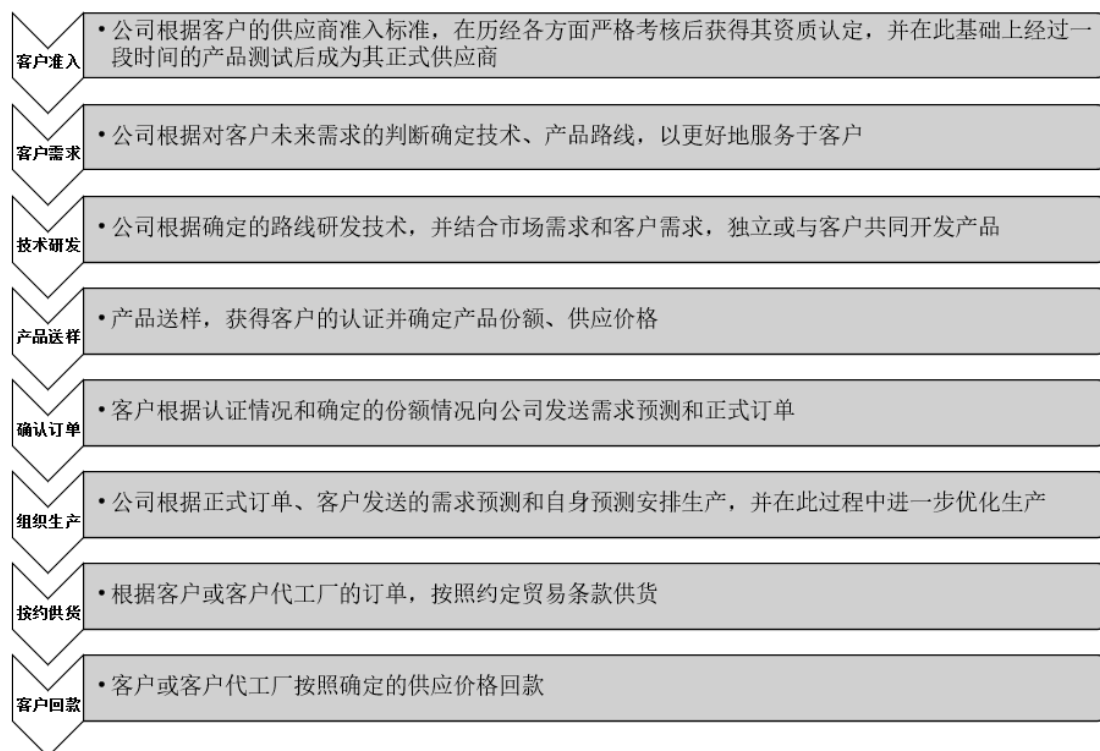 客户准入
•公司根据客户的供应商准入标准，在历经各方面严格考核后获得其资质认定，并在此基础上经过一
段时间的产品测试后成为其正式供应商
客户需求
•公司根据对客户未来需求的判断确定技术、产品路线，以更好地服务于客户
技术研发
•公司根据确定的路线研发技术，并结合市场需求和客户需求，独立或与客户共同开发产品
产品送样
•产品送样，获得客户的认证并确定产品份额、供应价格
确认订单
•客户根据认证情况和确定的份额情况向公司发送需求预测和正式订单
组织生产
•公司根据正式订单、客户发送的需求预测和自身预测安排生产，并在此过程中进一步优化生产
按约供货
•根据客户或客户代工厂的订单，按照约定贸易条款供货
客户回款
•客户或客户代工厂按照确定的供应价格回款